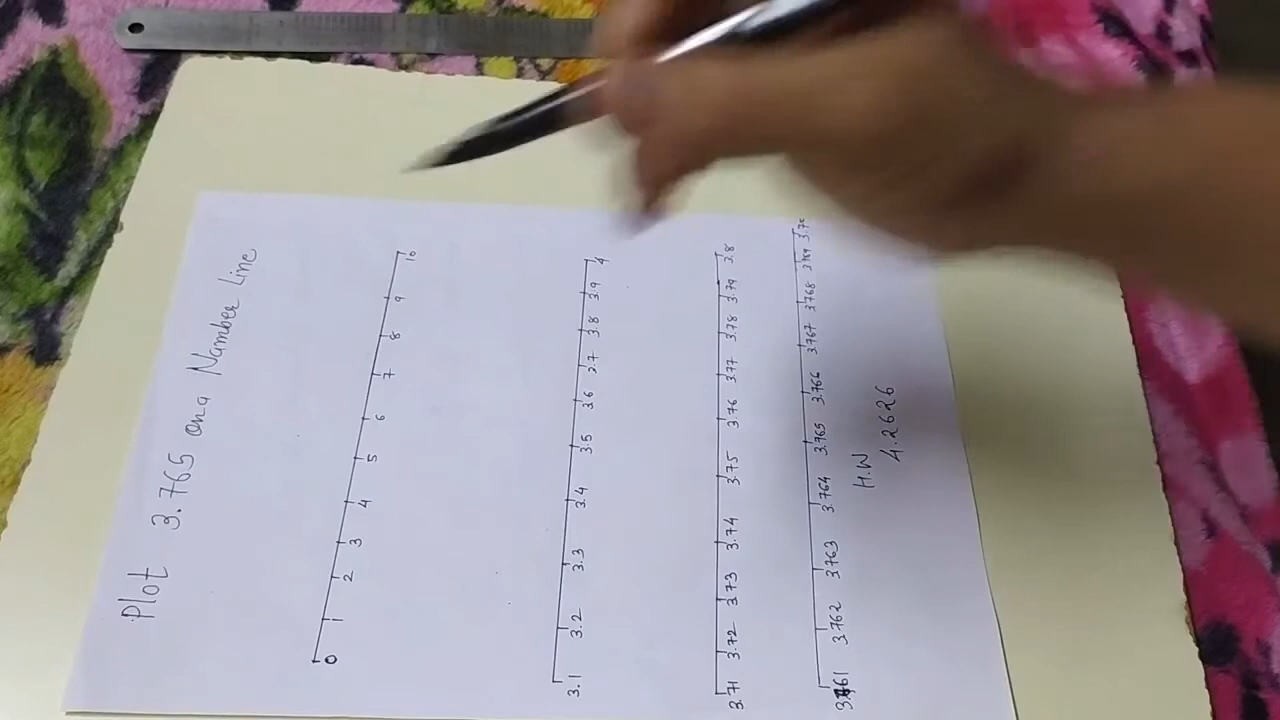 Plot 3.765 on a Number Line
0 1 2 3 4 5 6 7 8 9 10
3.1 3.2 3.3 3.4 3.5 3.6 2.7 3.8 3.9 4
3.71 3.72 3.73 3.74 3.75 3.76 3.77 3.78 3.79 3.8
3.761 3.762 3.763 3.764 3.765 3.766 3.767 3.768 3.769
H.W
4.2626